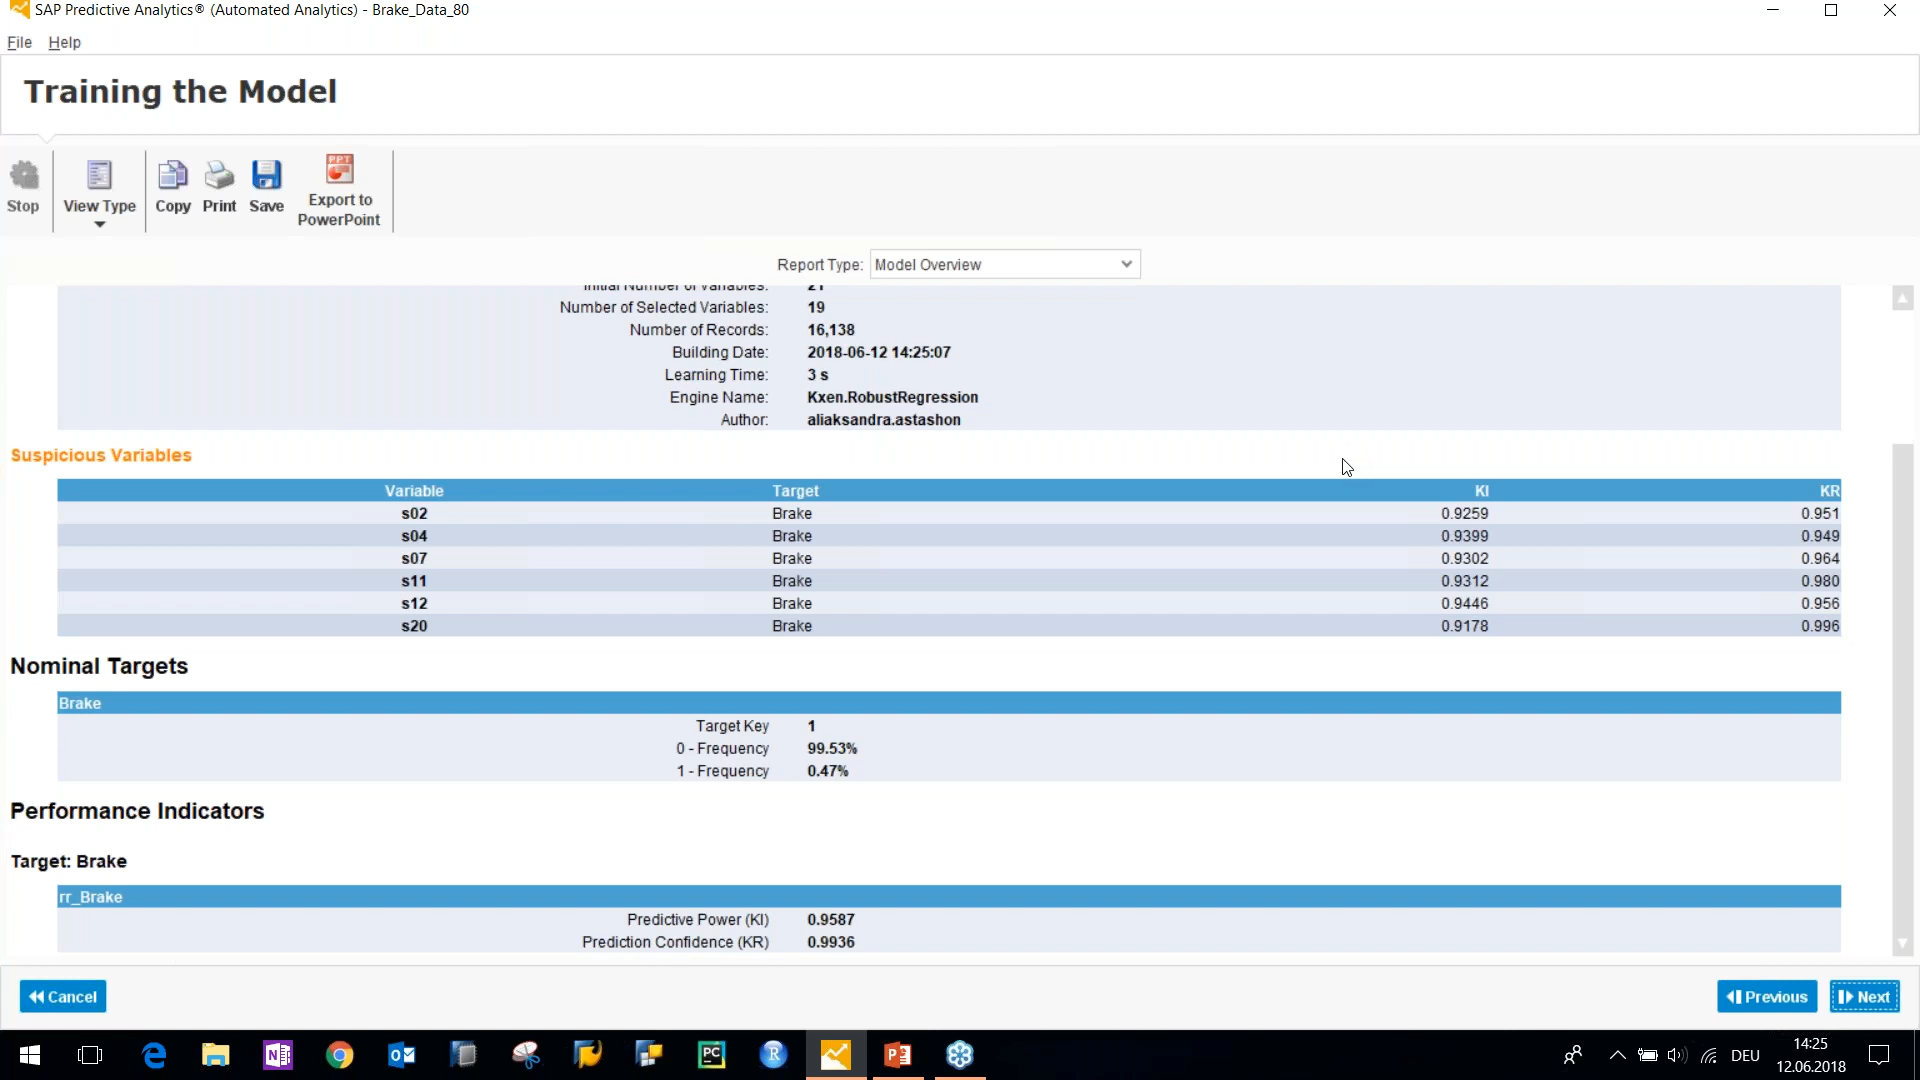 SAP Predictive Analytics® (Automated Analytics) - Brake_Data_80
File Help
Training the Model
Stop
View Type
Copy
Print
Save
PPT
Export to PowerPoint
Report Type: Model Overview
Initial Number of Variables: 21
Number of Selected Variables: 19
Number of Records: 16,138
Building Date: 2018-06-12 14:25:07
Learning Time: 3 s
Engine Name: Kxen.RobustRegression
Author: aliaksandra.astashon
Suspicious Variables
Variable Target KI KR
s02 Brake 0.9259 0.951
s04 Brake 0.9399 0.949
s07 Brake 0.9302 0.964
s11 Brake 0.9312 0.980
s12 Brake 0.9446 0.956
s20 Brake 0.9178 0.996
Nominal Targets
Brake
Target Key 1
0 - Frequency 99.53%
1 - Frequency 0.47%
Performance Indicators
Target: Brake
rr_Brake
Predictive Power (KI) 0.9587
Prediction Confidence (KR) 0.9936
Cancel
Previous
Next
DEU
14:25
12.06.2018